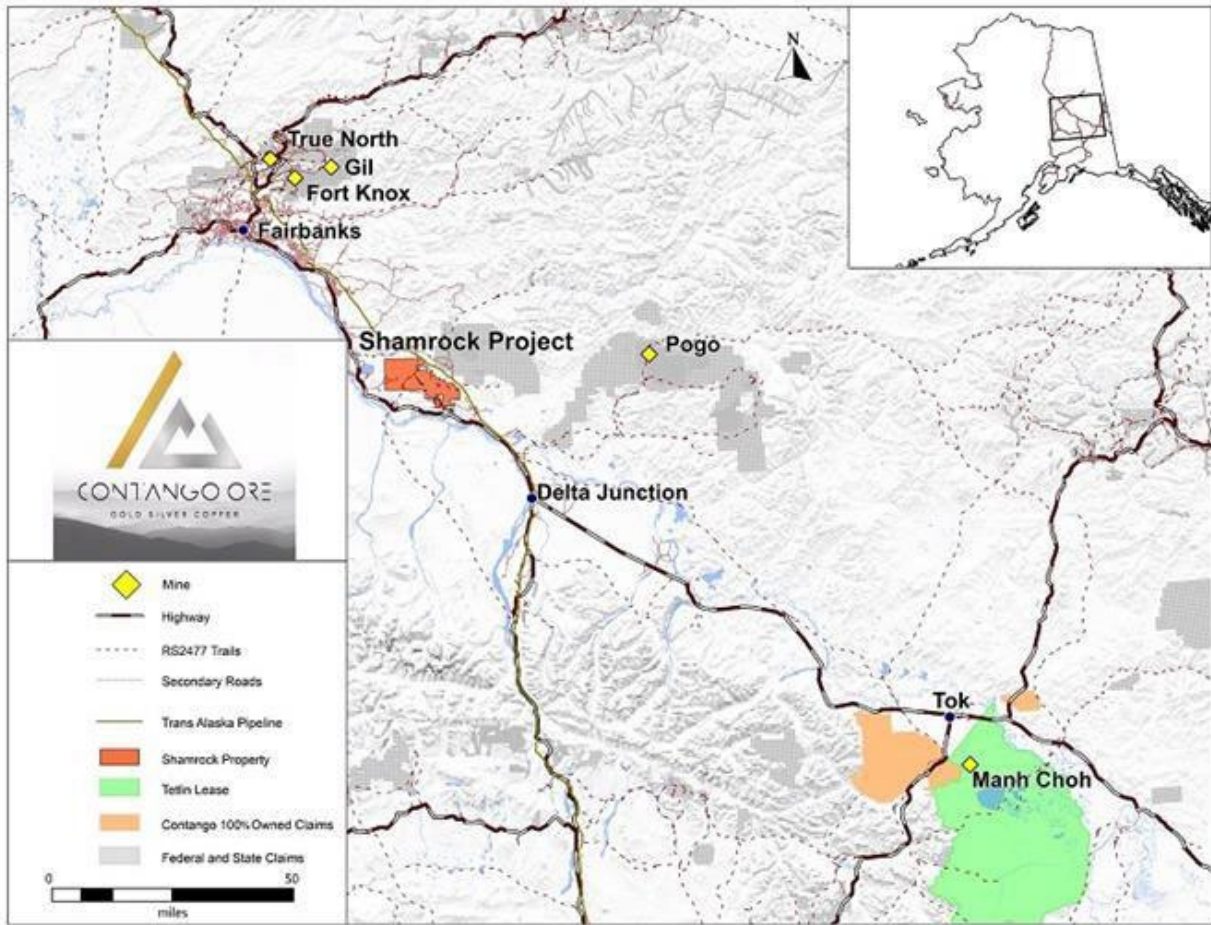 N
True North
Gil
Fort Knox
Fairbanks
Shamrock Project
Pogo
Delta Junction
Tok
Manh Choh
CONTANGO ORE
GOLD SILVER COPPER
Mine
Highway
RS2477 Trails
Secondary Roads
Trans Alaska Pipeline
Shamrock Property
Tetlin Lease
Contango 100% Owned Claims
Federal and State Claims
0 50
miles